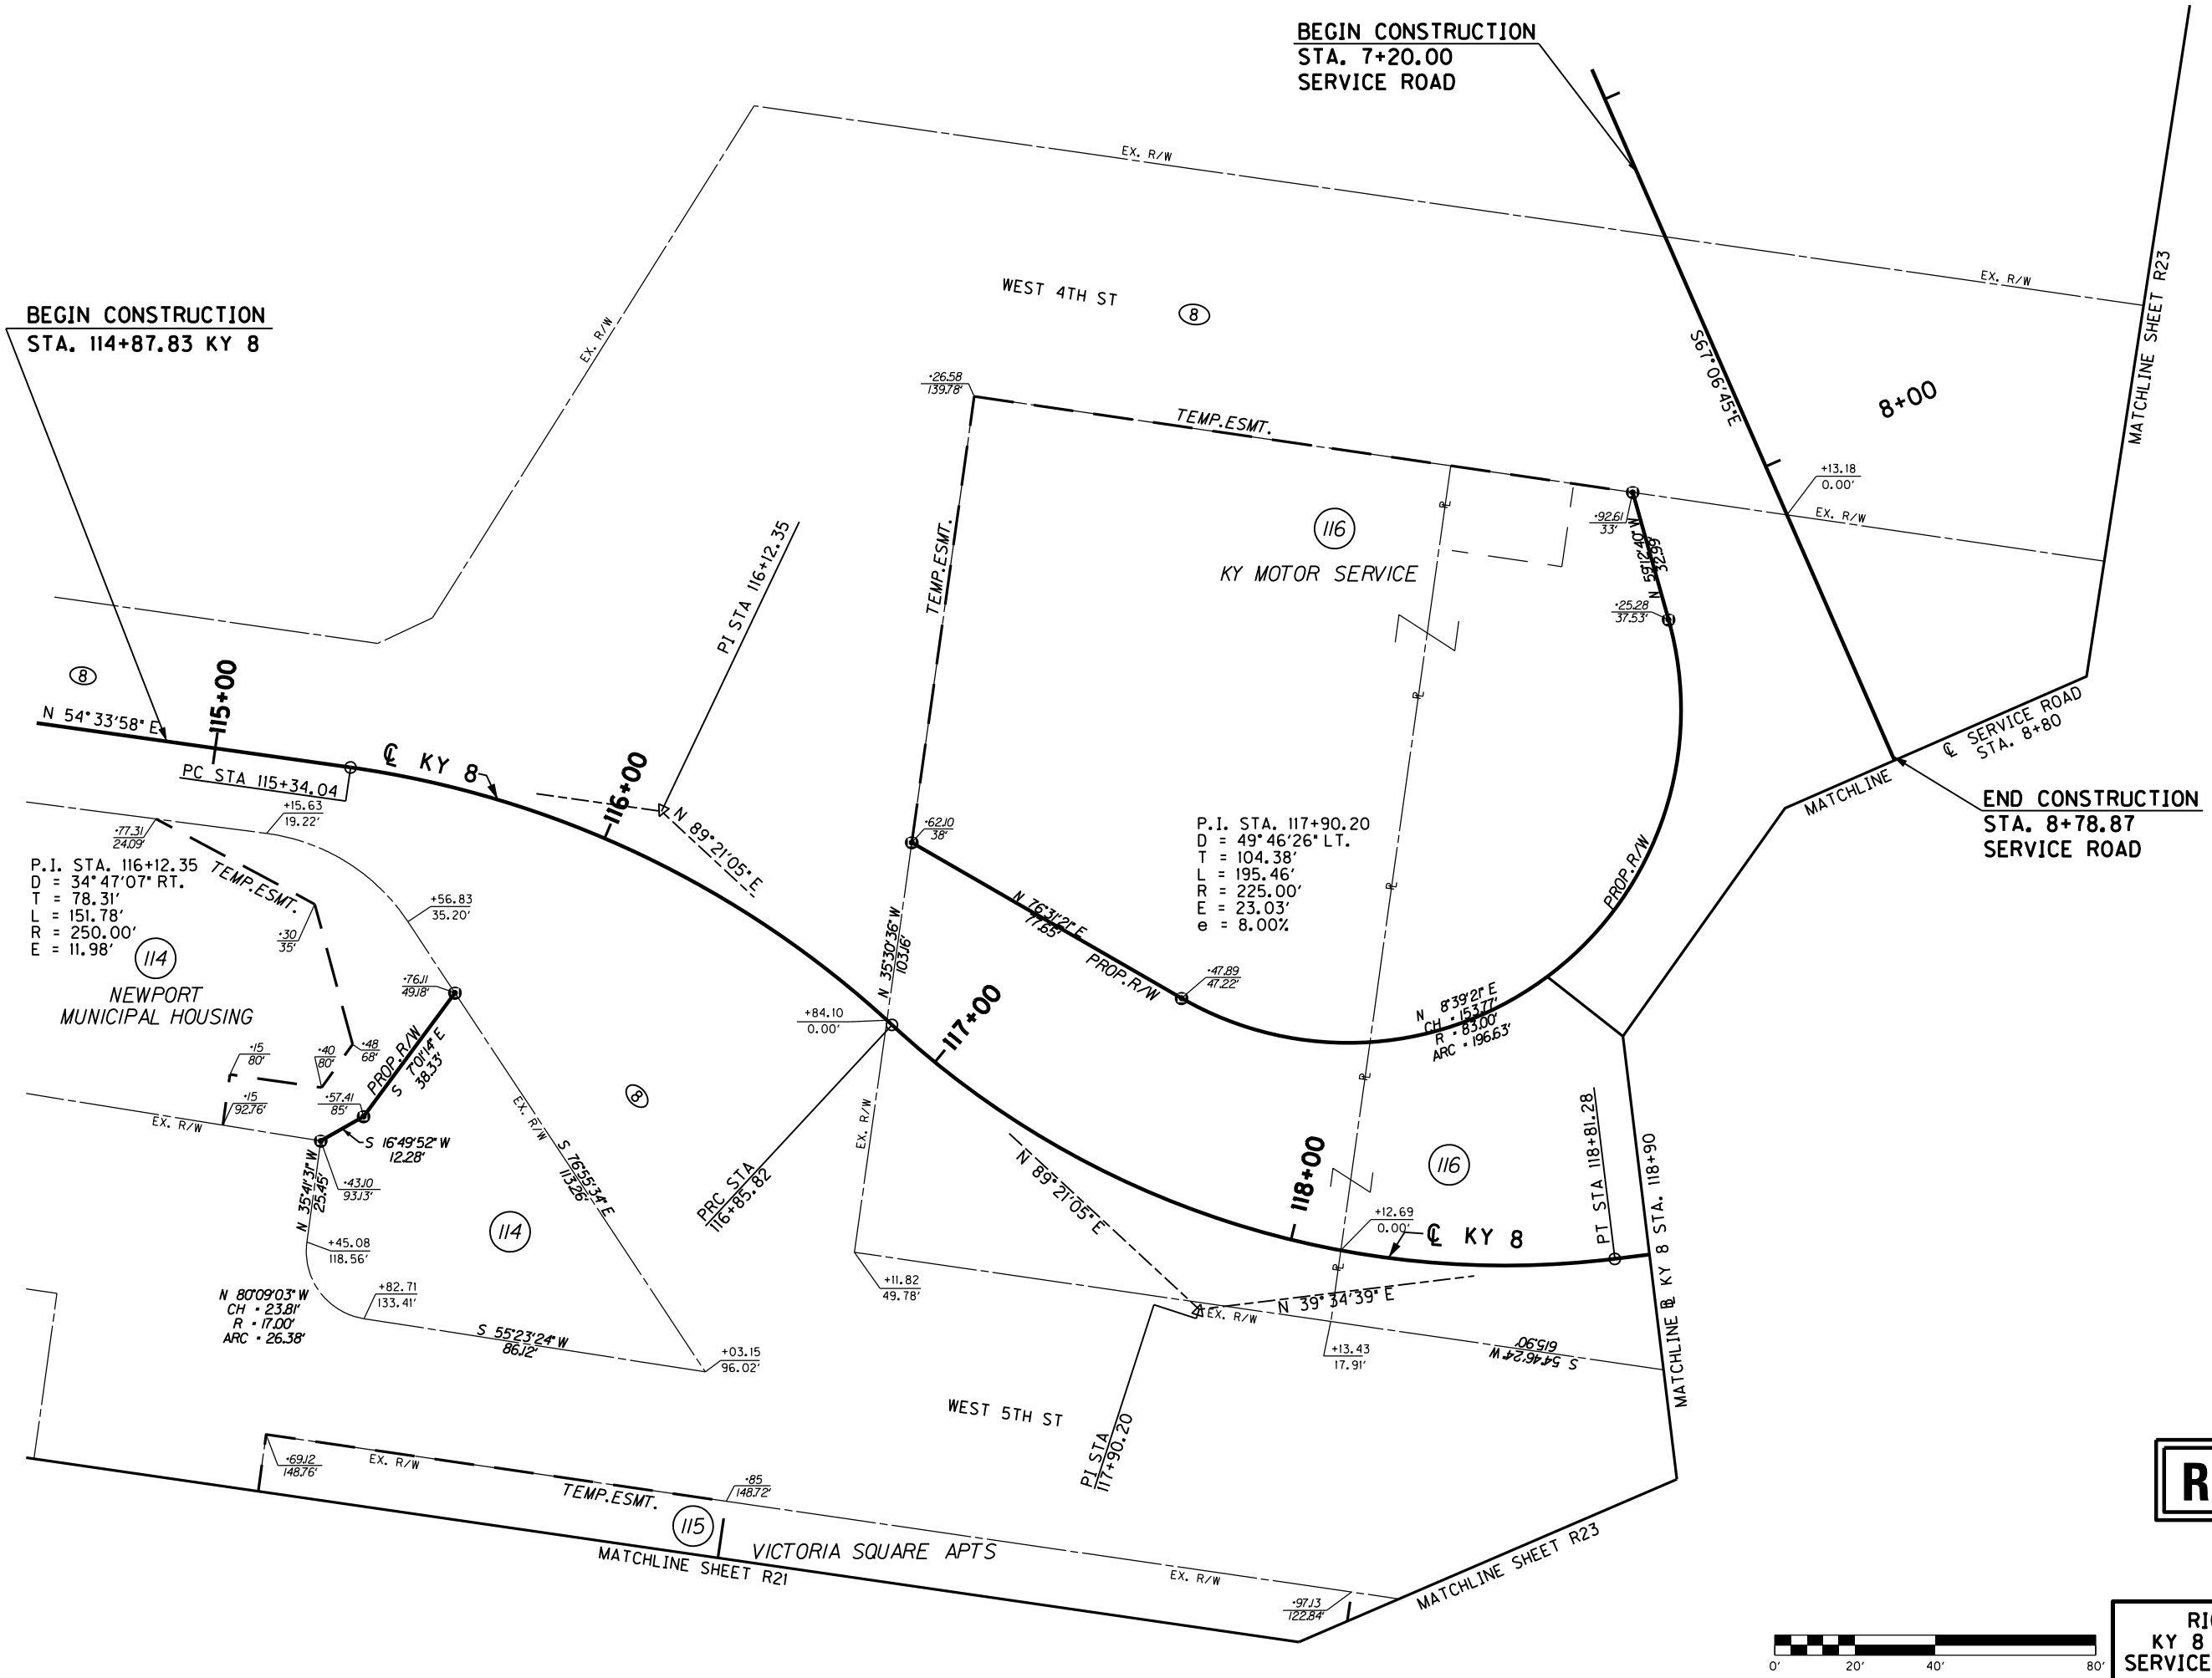 BEGIN CONSTRUCTION
STA. 7+20.00
SERVICE ROAD
EX. R/W
EX. R/W
MATCHLINE SHEET R23
WEST 4TH ST
8
EX. R/W
BEGIN CONSTRUCTION
STA. 114+87.83 KY 8
S67°06'45"E
8+00
+26.58
139.78'
TEMP.ESMT.
+13.18
0.00'
EX. R/W
+92.61
33'
N 59°12'40" W
32.99'
116
KY MOTOR SERVICE
TEMP.ESMT.
PI STA 116+12.35
+25.28
37.53'
8
N 54°33'58" E
115+00
PC STA 115+34.04
℄ KY 8
116+00
N 89°21'05" E
℄ SERVICE ROAD
STA. 8+80
MATCHLINE
END CONSTRUCTION
STA. 8+78.87
SERVICE ROAD
+15.63
19.22'
+77.31
24.09'
TEMP.ESMT.
P.I. STA. 116+12.35
D = 34°47'07" RT.
T = 78.31'
L = 151.78'
R = 250.00'
E = 11.98'
+62.10
38'
P.I. STA. 117+90.20
D = 49°46'26" LT.
T = 104.38'
L = 195.46'
R = 225.00'
E = 23.03'
e = 8.00%
PROP.R/W
+56.83
35.20'
+30
35'
N 76°31'21" E
77.65'
PROP.R/W
N 35°30'36" W
103.16'
114
NEWPORT
MUNICIPAL HOUSING
+76.11
49.18'
+47.89
47.22'
+84.10
0.00'
117+00
N 8°39'21" E
CH = 153.77'
R = 83.00'
ARC = 196.63'
+15
80'
+40
80'
+48
68'
PROP.R/W
S 7°01'14" E
38.33'
8
+57.41
85'
+15
92.76'
EX. R/W
S 16°49'52" W
12.28'
EX. R/W
EX. R/W
S 76°55'34" E
113.26'
N 35°41'31" W
25.45'
+43.10
93.13'
PRC STA
116+85.82
N 89°21'05" E
118+00
116
PT STA 118+81.28
MATCHLINE ℄ KY 8 STA. 118+90
114
+45.08
118.56'
+12.69
0.00'
℄ KY 8
+82.71
133.41'
+11.82
49.78'
N 80°09'03" W
CH = 23.81'
R = 17.00'
ARC = 26.38'
S 55°23'24" W
86.12'
+03.15
96.02'
EX. R/W
N 39°34'39" E
+13.43
17.91'
S 54°46'24" W
615.90'
WEST 5TH ST
PI STA
117+90.20
+69.12
148.76'
EX. R/W
TEMP.ESMT.
+85
148.72'
115
VICTORIA SQUARE APTS
MATCHLINE SHEET R21
EX. R/W
+97.13
122.84'
MATCHLINE SHEET R23
R
0' 20' 40' 80'
KY 8
SERVICE